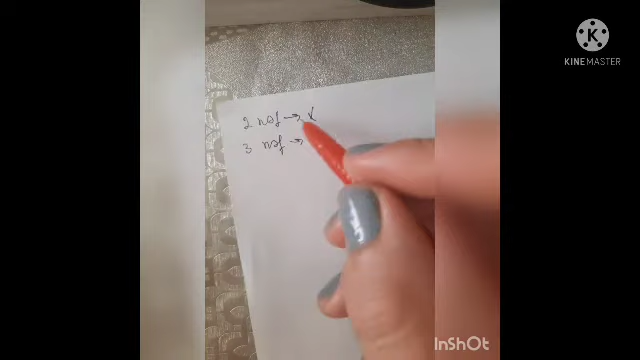 KINEMASTER
2 nəf → x
3 nəf →
InShOt